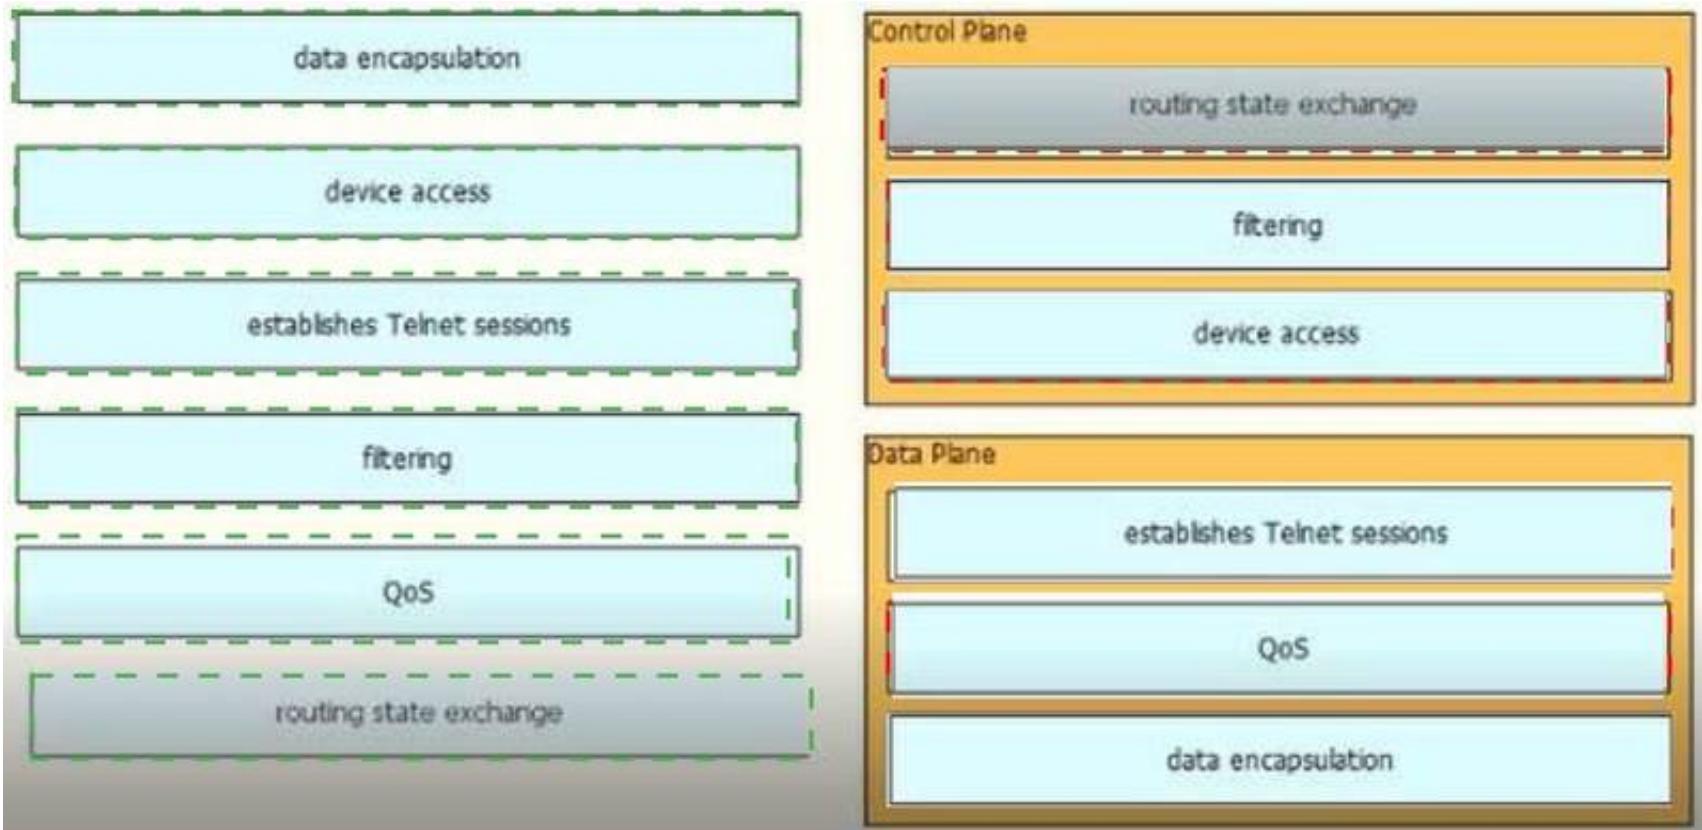 data encapsulation
device access
establishes Telnet sessions
filtering
QoS
routing state exchange
Control Plane
routing state exchange
filtering
device access
Data Plane
establishes Telnet sessions
QoS
data encapsulation